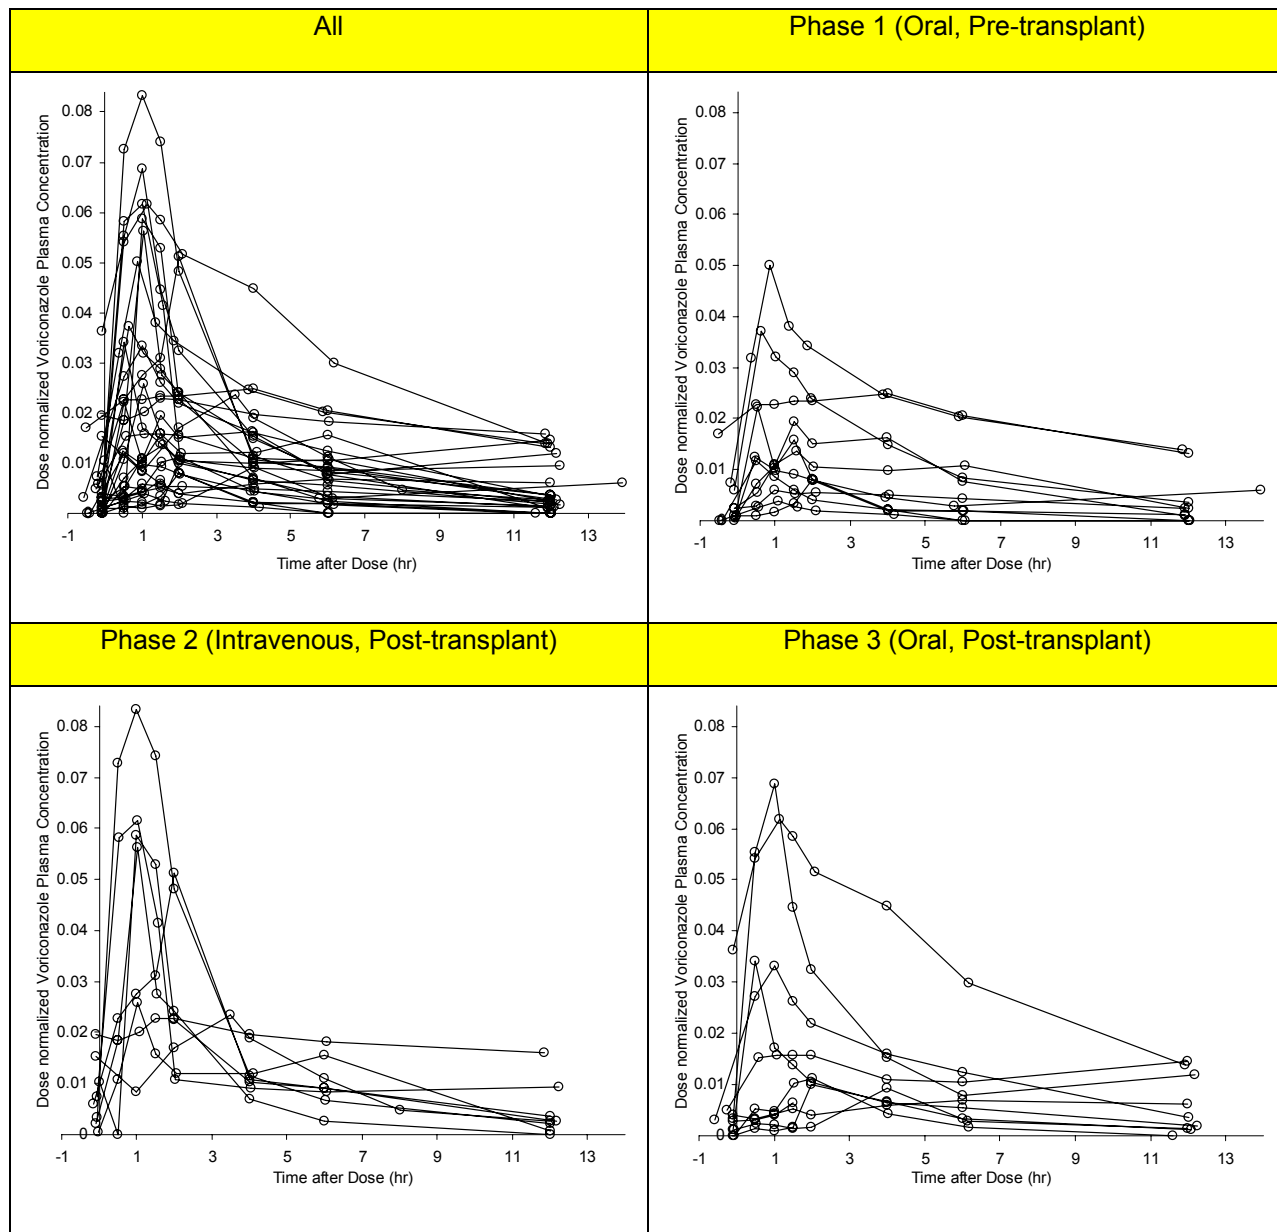 All
Phase 1 (Oral, Pre-transplant)
Dose normalized Voriconazole Plasma Concentration
0.08
0.07
0.06
0.05
0.04
0.03
0.02
0.01
0
-1 1 3 5 7 9 11 13
Time after Dose (hr)
Dose normalized Voriconazole Plasma Concentration
0.08
0.07
0.06
0.05
0.04
0.03
0.02
0.01
0
-1 1 3 5 7 9 11 13
Time after Dose (hr)
Phase 2 (Intravenous, Post-transplant)
Phase 3 (Oral, Post-transplant)
Dose normalized Voriconazole Plasma Concentration
0.08
0.07
0.06
0.05
0.04
0.03
0.02
0.01
0
-1 1 3 5 7 9 11 13
Time after Dose (hr)
Dose normalized Voriconazole Plasma Concentration
0.08
0.07
0.06
0.05
0.04
0.03
0.02
0.01
0
-1 1 3 5 7 9 11 13
Time after Dose (hr)